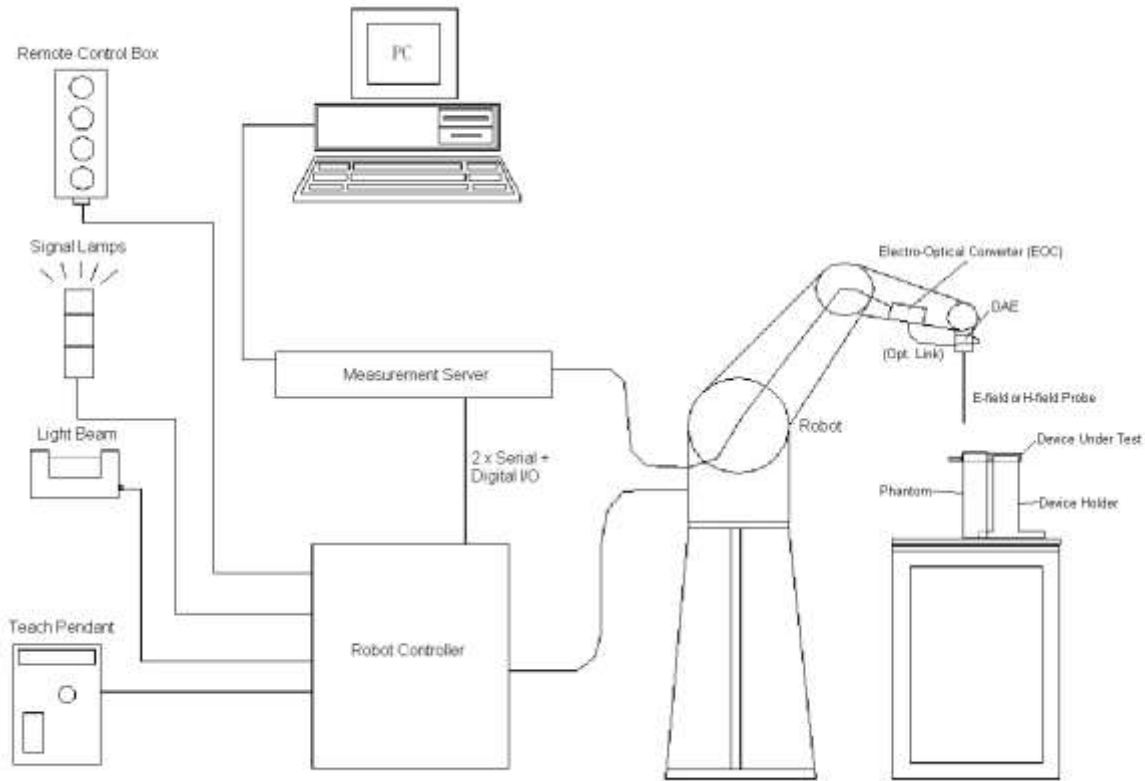 Remote Control Box
PC
Signal Lamps
Electro-Optical Converter (EOC)
DAE
(Opt. Link)
Measurement Server
E-field or H-field Probe
Light Beam
Robot
2 x Serial +
Digital I/O
Device Under Test
Phantom
Device Holder
Teach Pendant
Robot Controller